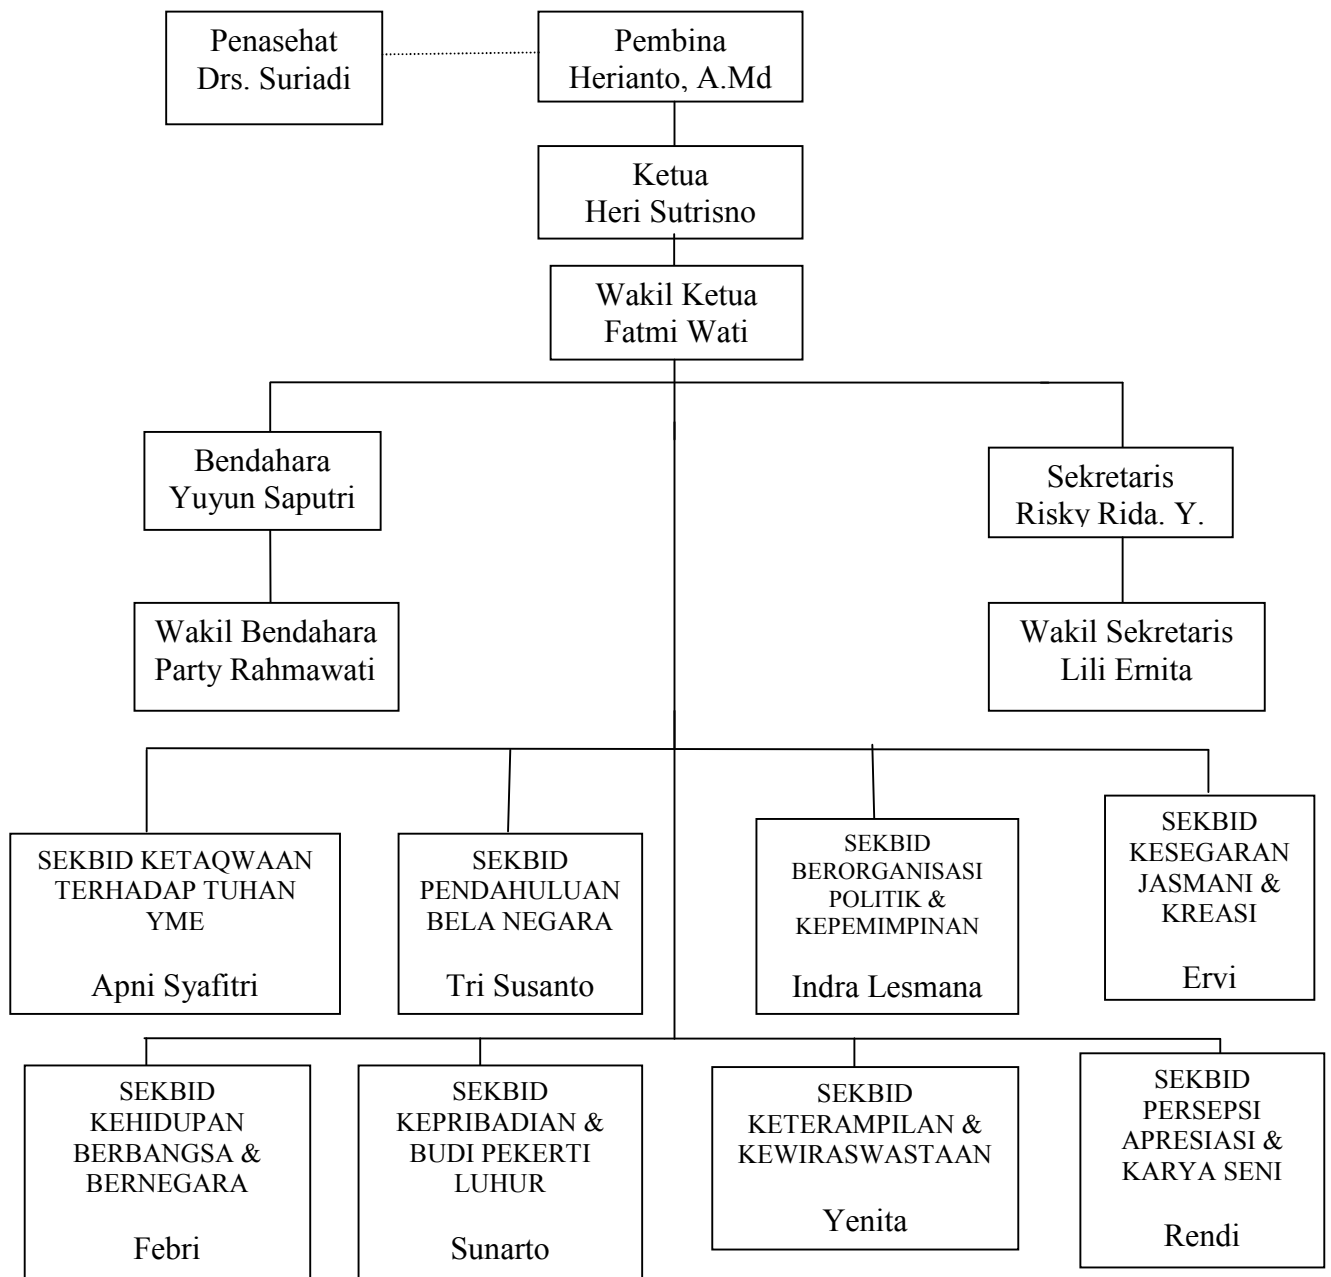 Penasehat
Drs. Suriadi
Pembina
Herianto, A.Md
Ketua
Heri Sutrisno
Wakil Ketua
Fatmi Wati
Bendahara
Yuyun Saputri
Sekretaris
Risky Rida. Y.
Wakil Bendahara
Party Rahmawati
Wakil Sekretaris
Lili Ernita
SEKBID KETAQWAAN
TERHADAP TUHAN
YME
Apni Syafitri
SEKBID
PENDAHULUAN
BELA NEGARA
Tri Susanto
SEKBID
BERORGANISASI
POLITIK &
KEPEMIMPINAN
Indra Lesmana
SEKBID
KESEGARAN
JASMANI &
KREASI
Ervi
SEKBID
KEHIDUPAN
BERBANGSA &
BERNEGARA
Febri
SEKBID
KEPRIBADIAN &
BUDI PEKERTI
LUHUR
Sunarto
SEKBID
KETERAMPILAN &
KEWIRASWASTAAN
Yenita
SEKBID
PERSEPSI
APRESIASI &
KARYA SENI
Rendi